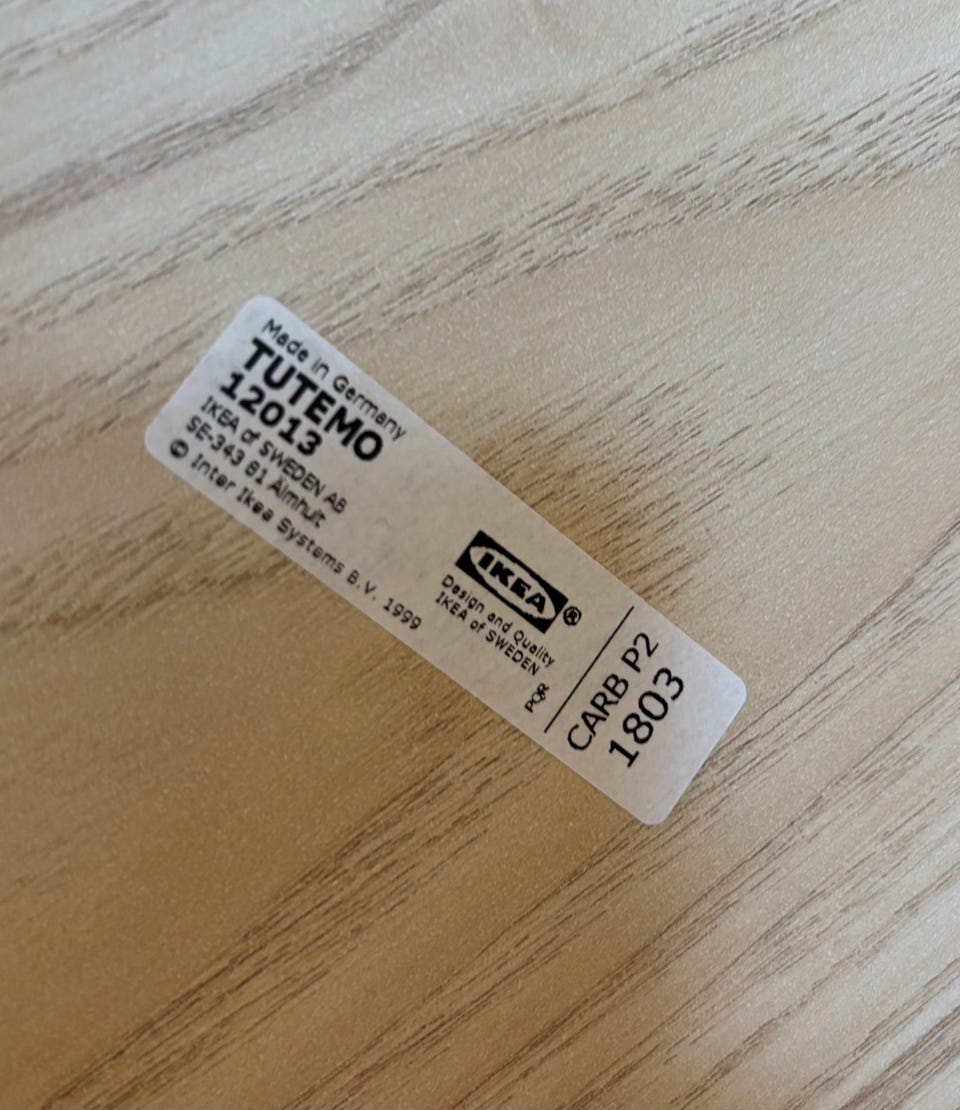 Made in Germany
TUTEMO
12013
IKEA of SWEDEN AB
SE-343 81 Älmhult
© Inter Ikea Systems B.V. 1999
IKEA®
Design and Quality
IKEA of SWEDEN
PQR
CARB P2
1803